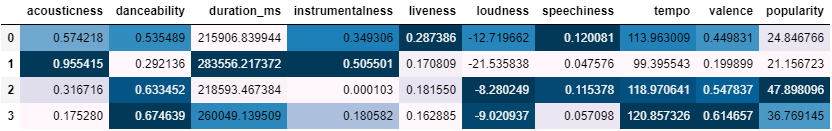 acousticness danceability duration_ms instrumentalness liveness loudness speechiness tempo valence popularity
0 0.574218 0.535489 215906.839944 0.349306 0.287386 -12.719662 0.120081 113.963009 0.449831 24.846766
1 0.955415 0.292136 283556.217372 0.505501 0.170809 -21.535838 0.047576 99.395543 0.199899 21.156723
2 0.316716 0.633452 218593.467384 0.000103 0.181550 -8.280249 0.115378 118.970641 0.547837 47.898096
3 0.175280 0.674639 260049.139509 0.180582 0.162885 -9.020937 0.057098 120.857326 0.614657 36.769145